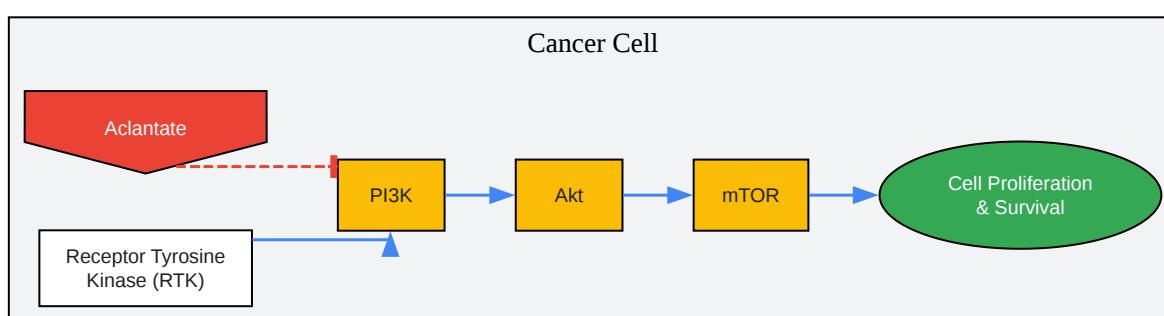 Cancer Cell
Aclantate
PI3K
Akt
mTOR
Cell Proliferation
& Survival
Receptor Tyrosine
Kinase (RTK)